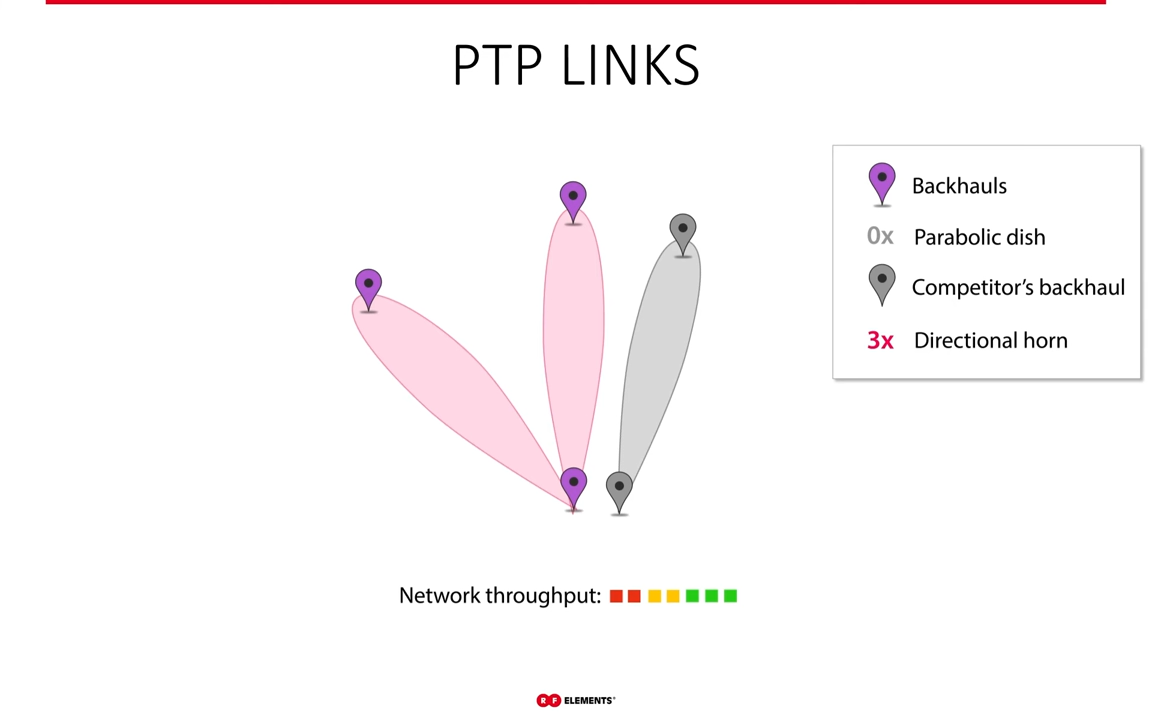 PTP LINKS
Backhauls
0x Parabolic dish
Competitor's backhaul
3x Directional horn
Network throughput:
RF ELEMENTS®